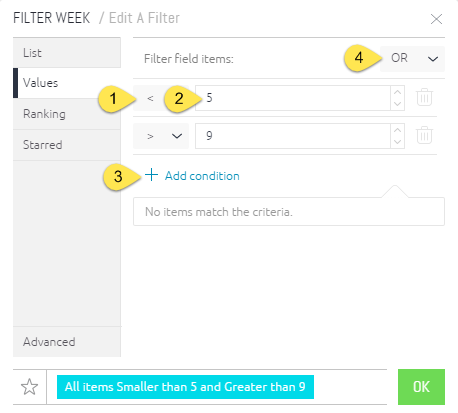 FILTER WEEK / Edit A Filter
List
Values
Ranking
Starred
Advanced
Filter field items:
4
OR
1
<
2
5
>
9
3
+ Add condition
No items match the criteria.
All items Smaller than 5 and Greater than 9
OK